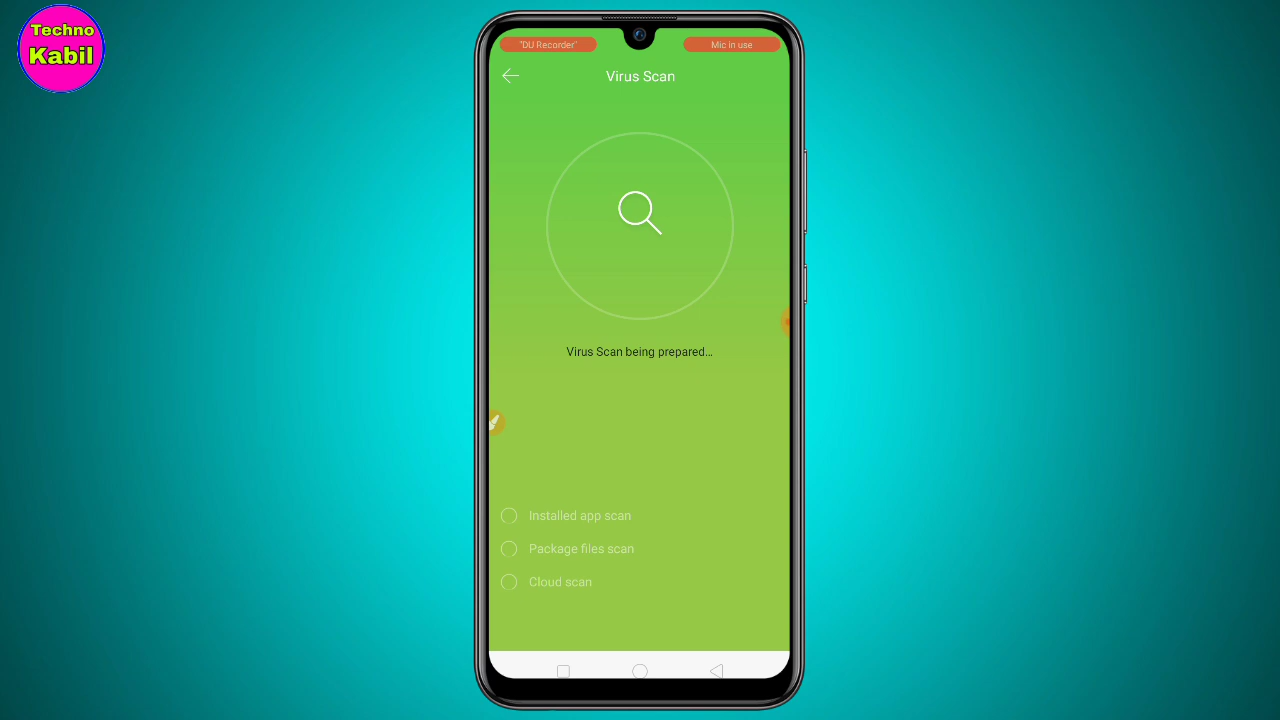 Techno
Kabil
"DU Recorder"
Mic in use
Virus Scan
Virus Scan being prepared...
Installed app scan
Package files scan
Cloud scan